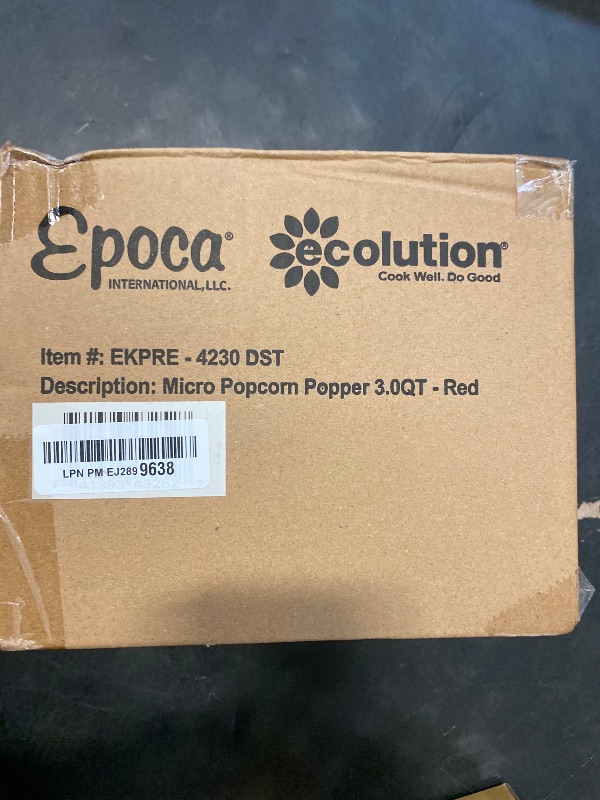 Epoca®
INTERNATIONAL,LLC.
ecolution®
Cook Well. Do Good
Item #: EKPRE - 4230 DST
Description: Micro Popcorn Popper 3.0QT - Red
LPN PM EJ289 9638